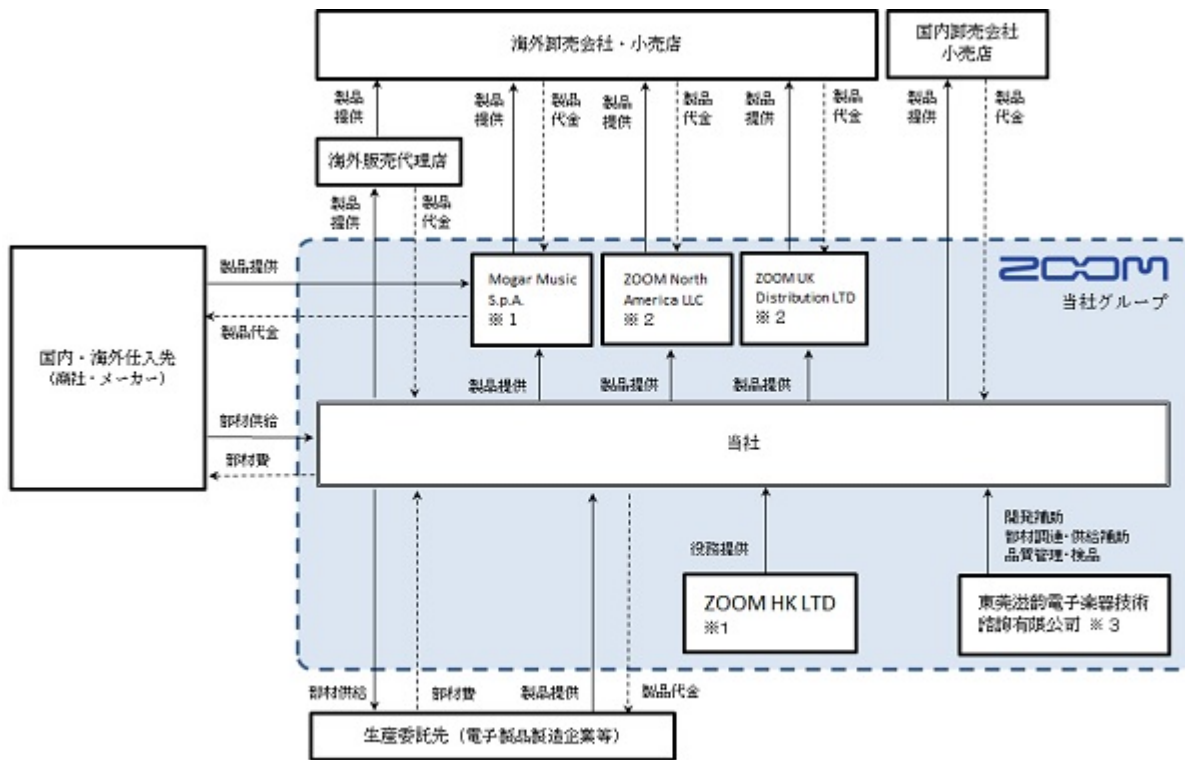 海外卸売会社・小売店
国内卸売会社
小売店
製品
提供
製品
提供
製品
代金
製品
提供
製品
代金
製品
提供
製品
代金
製品
提供
製品
代金
海外販売代理店
製品
提供
製品
代金
国内・海外仕入先
(商社・メーカー)
製品提供
製品代金
Mogar Music
S.p.A.
※1
ZOOM North
America LLC
※2
ZOOM UK
Distribution LTD
※2
ZOOM
当社グループ
製品提供
製品提供
製品提供
部材供給
部材費
当社
役務提供
開発補助
部材調達・供給補助
品質管理・検品
ZOOM HK LTD
※1
東莞滋韵電子楽器技術
諮詢有限公司 ※3
部材供給
部材費
製品提供
製品代金
生産委託先(電子製品製造企業等)